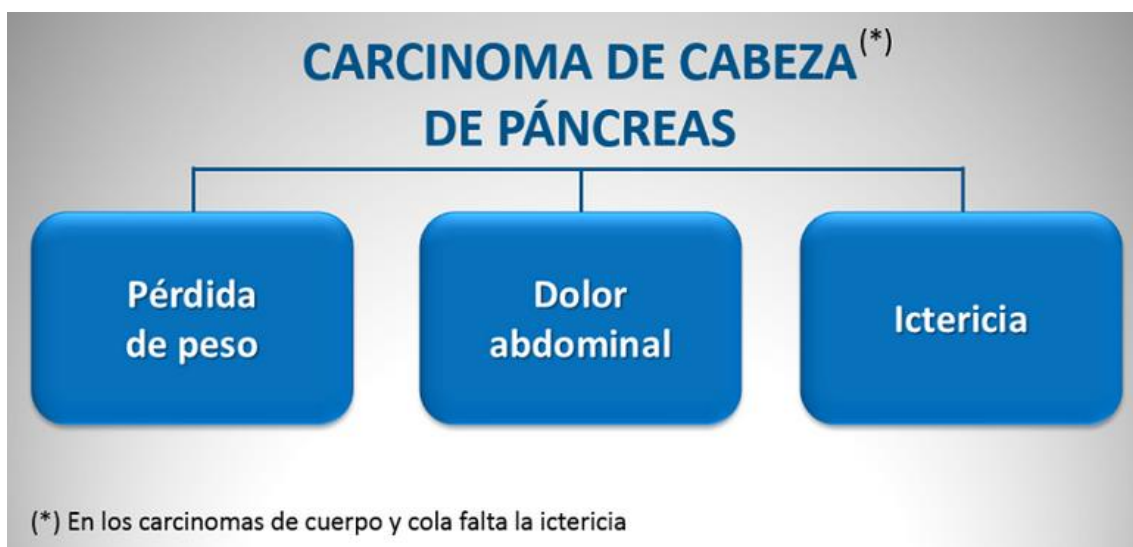 CARCINOMA DE CABEZA(*)
DE PÁNCREAS
Pérdida
de peso
Dolor
abdominal
Ictericia
(*) En los carcinomas de cuerpo y cola falta la ictericia